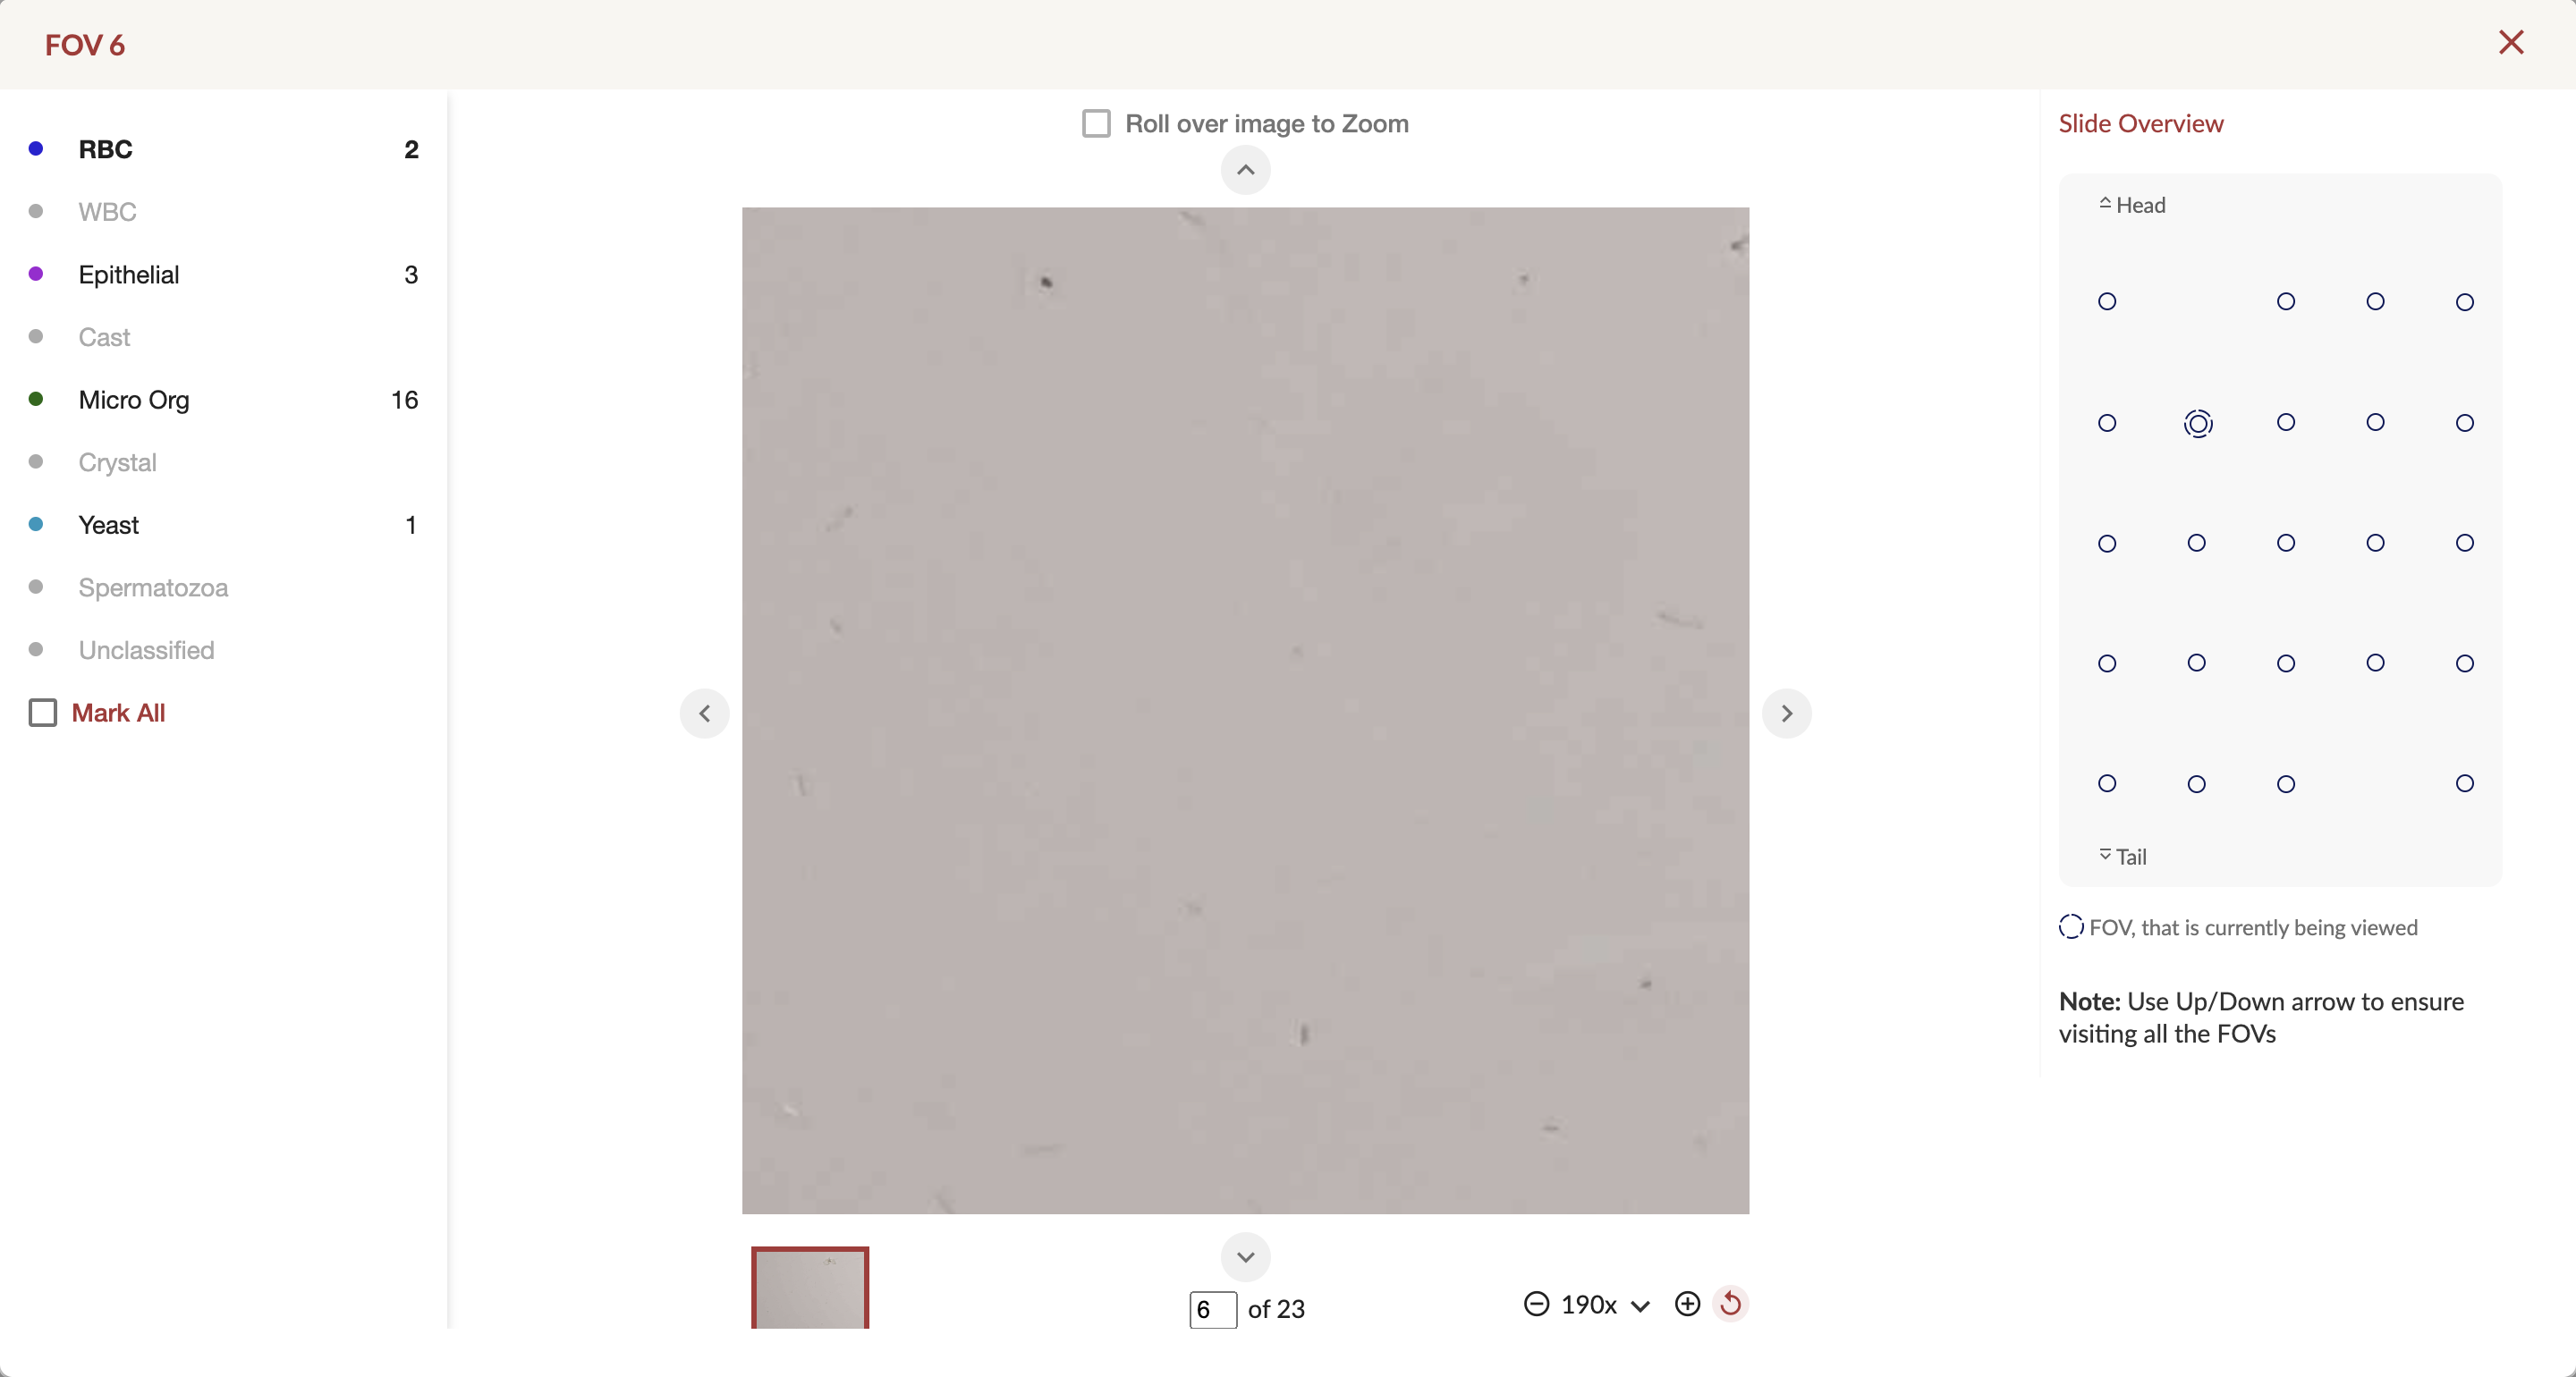 FOV 6
RBC 2
WBC
Epithelial 3
Cast
Micro Org 16
Crystal
Yeast 1
Spermatozoa
Unclassified
Mark All
Roll over image to Zoom
6 of 23
190x
Slide Overview
Head
Tail
FOV, that is currently being viewed
Note: Use Up/Down arrow to ensure
visiting all the FOVs